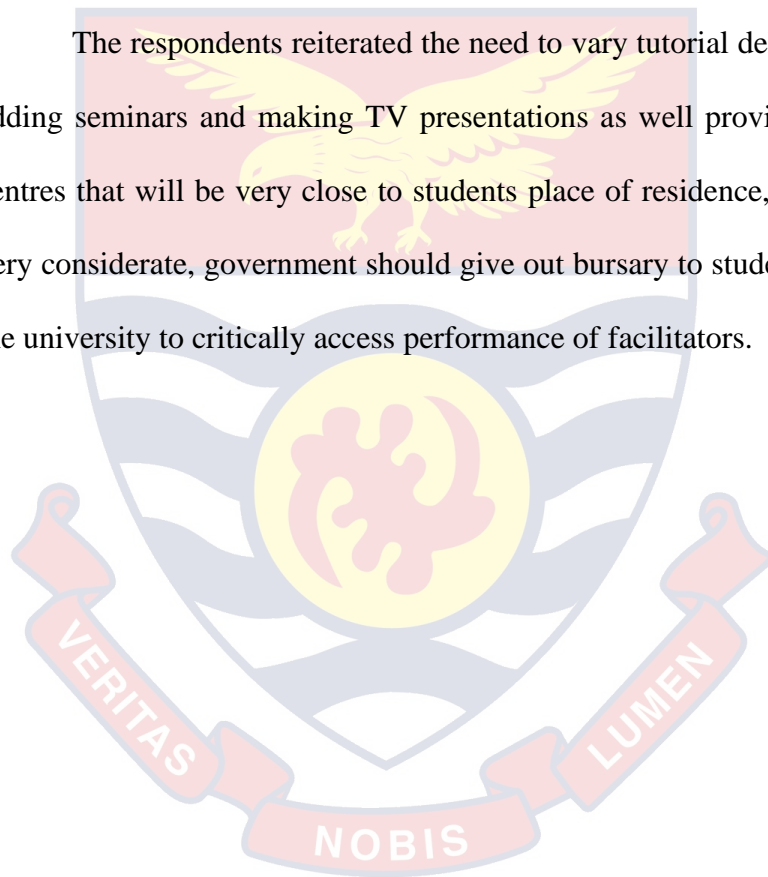 The respondents reiterated the need to vary tutorial de
dding seminars and making TV presentations as well provi
entres that will be very close to students place of residence,
ery considerate, government should give out bursary to stude
e university to critically access performance of facilitators.
VERITAS
NOBIS
LUMEN